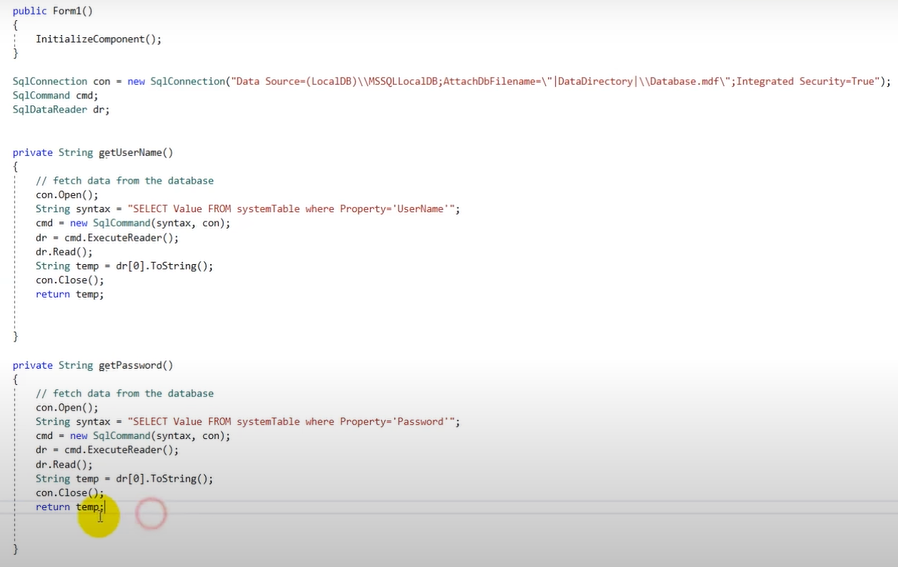 public Form1()
{
InitializeComponent();
}
SqlConnection con = new SqlConnection("Data Source=(LocalDB)\\MSSQLLocalDB;AttachDbFilename=\"|DataDirectory|\\Database.mdf\";Integrated Security=True");
SqlCommand cmd;
SqlDataReader dr;
private String getUserName()
{
// fetch data from the database
con.Open();
String syntax = "SELECT Value FROM systemTable where Property='UserName'";
cmd = new SqlCommand(syntax, con);
dr = cmd.ExecuteReader();
dr.Read();
String temp = dr[0].ToString();
con.Close();
return temp;
}
private String getPassword()
{
// fetch data from the database
con.Open();
String syntax = "SELECT Value FROM systemTable where Property='Password'";
cmd = new SqlCommand(syntax, con);
dr = cmd.ExecuteReader();
dr.Read();
String temp = dr[0].ToString();
con.Close();
return temp;
}